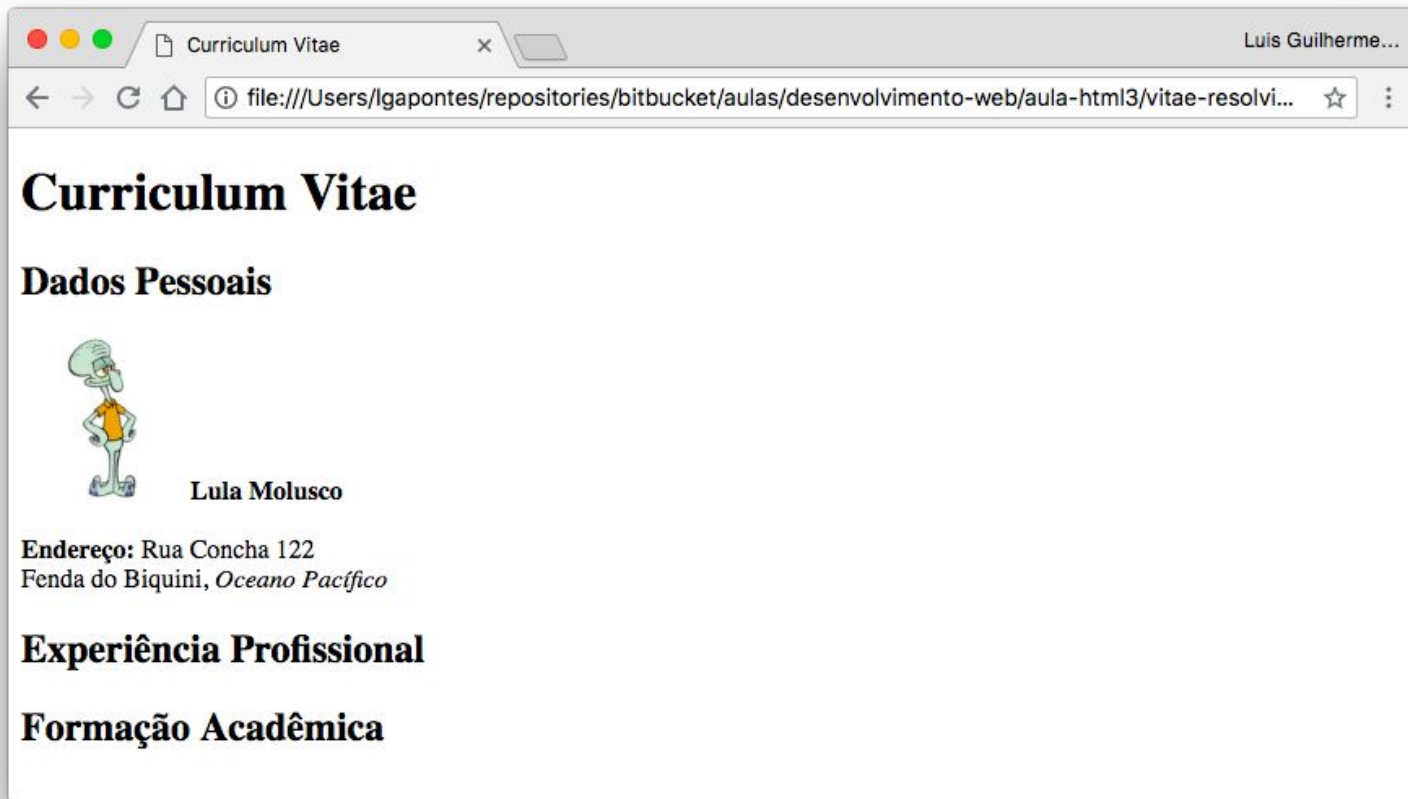 Curriculum Vitae
Luis Guilherme...
file:///Users/lgapontes/repositories/bitbucket/aulas/desenvolvimento-web/aula-html3/vitae-resolvi...
Curriculum Vitae
Dados Pessoais
Lula Molusco
Endereço: Rua Concha 122
Fenda do Biquini, Oceano Pacífico
Experiência Profissional
Formação Acadêmica